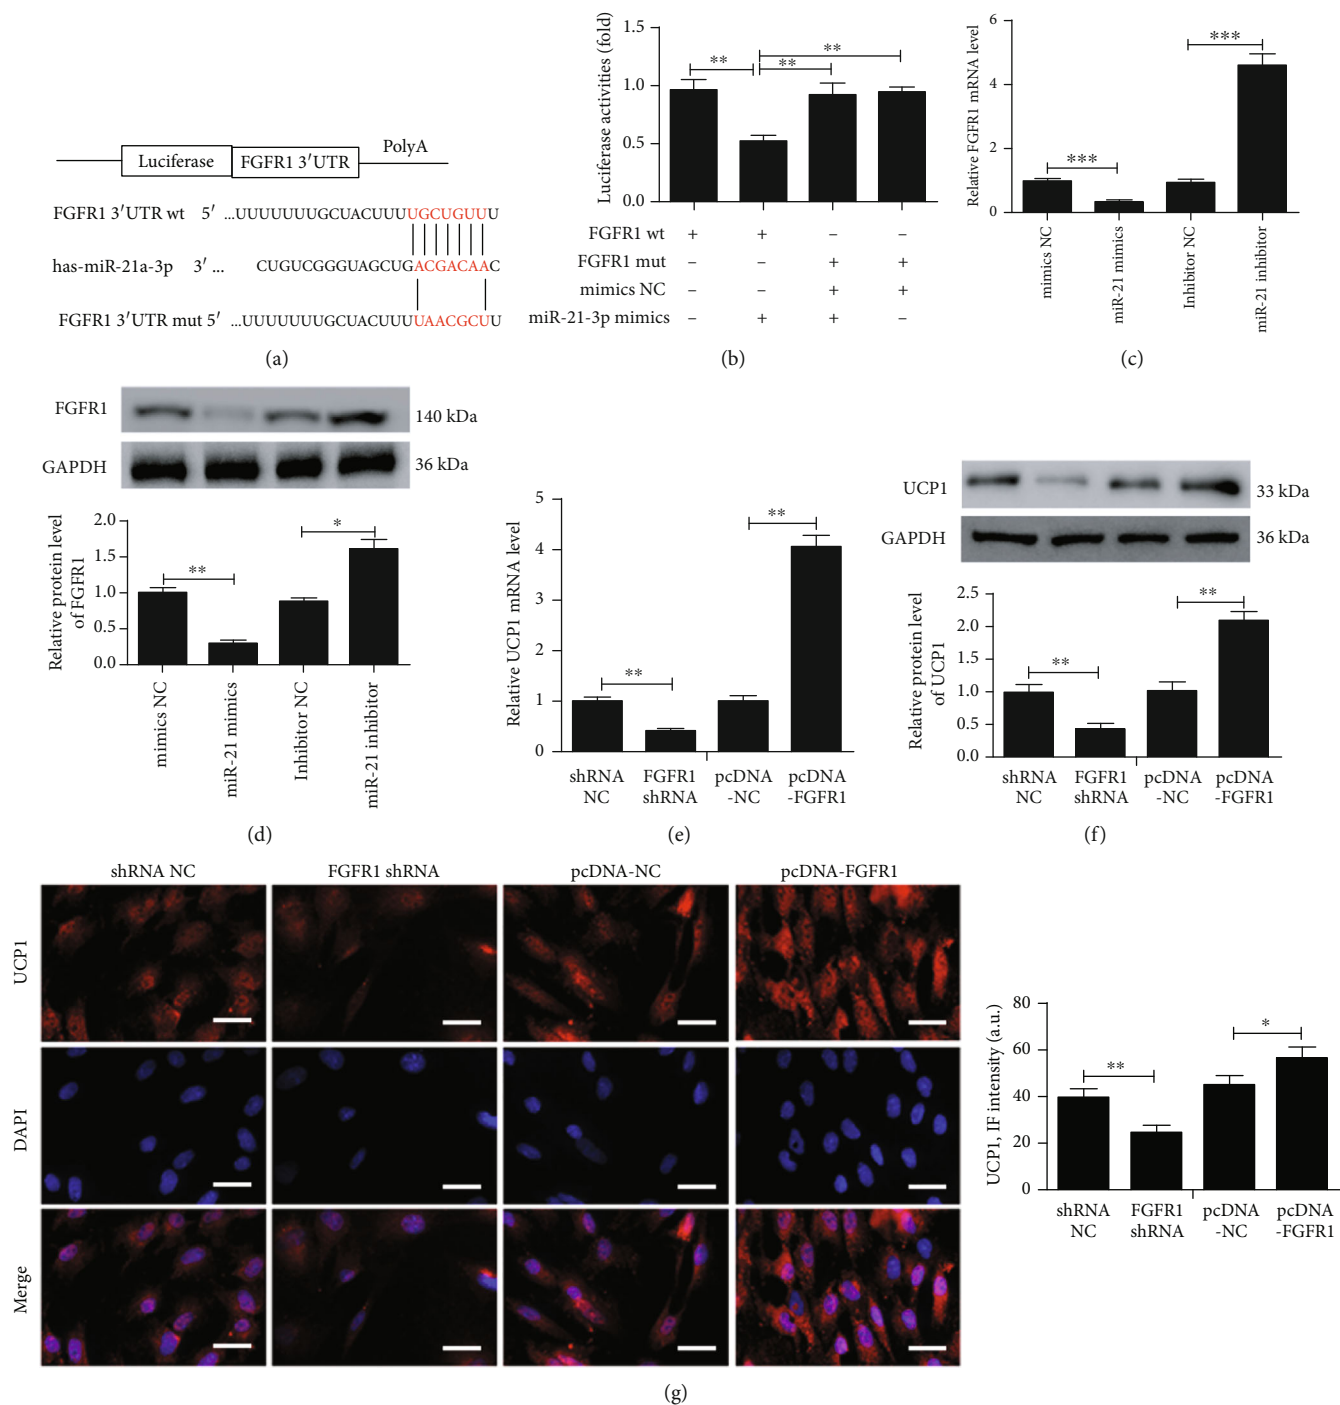 Luciferase FGFR1 3′UTR PolyA
FGFR1 3′UTR wt 5′ ...UUUUUUUGCUACUUUUGCUGUUU
has-miR-21a-3p 3′ ... CUGUCGGGUAGCUGACGACAAC
FGFR1 3′UTR mut 5′ ...UUUUUUUGCUACUUUUAACGCUU
(a)
Luciferase activities (fold)
1.5
1.0
0.5
0.0
** ** **
FGFR1 wt + + – –
FGFR1 mut – – + +
mimics NC – – + +
miR-21-3p mimics – + + –
(b)
Relative FGFR1 mRNA level
6
4
2
0
*** ***
mimics NC
miR-21 mimics
Inhibitor NC
miR-21 inhibitor
(c)
FGFR1 140 kDa
GAPDH 36 kDa
Relative protein level
of FGFR1
2.0
1.5
1.0
0.5
0.0
** *
mimics NC
miR-21 mimics
Inhibitor NC
miR-21 inhibitor
(d)
Relative UCP1 mRNA level
5
4
3
2
1
0
** **
shRNA FGFR1 pcDNA pcDNA
NC shRNA -NC -FGFR1
(e)
UCP1 33 kDa
GAPDH 36 kDa
Relative protein level
of UCP1
2.5
2.0
1.5
1.0
0.5
0.0
** **
shRNA FGFR1 pcDNA pcDNA
NC shRNA -NC -FGFR1
(f)
shRNA NC FGFR1 shRNA pcDNA-NC pcDNA-FGFR1
UCP1
DAPI
Merge
UCP1, IF intensity (a.u.)
80
60
40
20
0
** *
shRNA FGFR1 pcDNA pcDNA
NC shRNA -NC -FGFR1
(g)